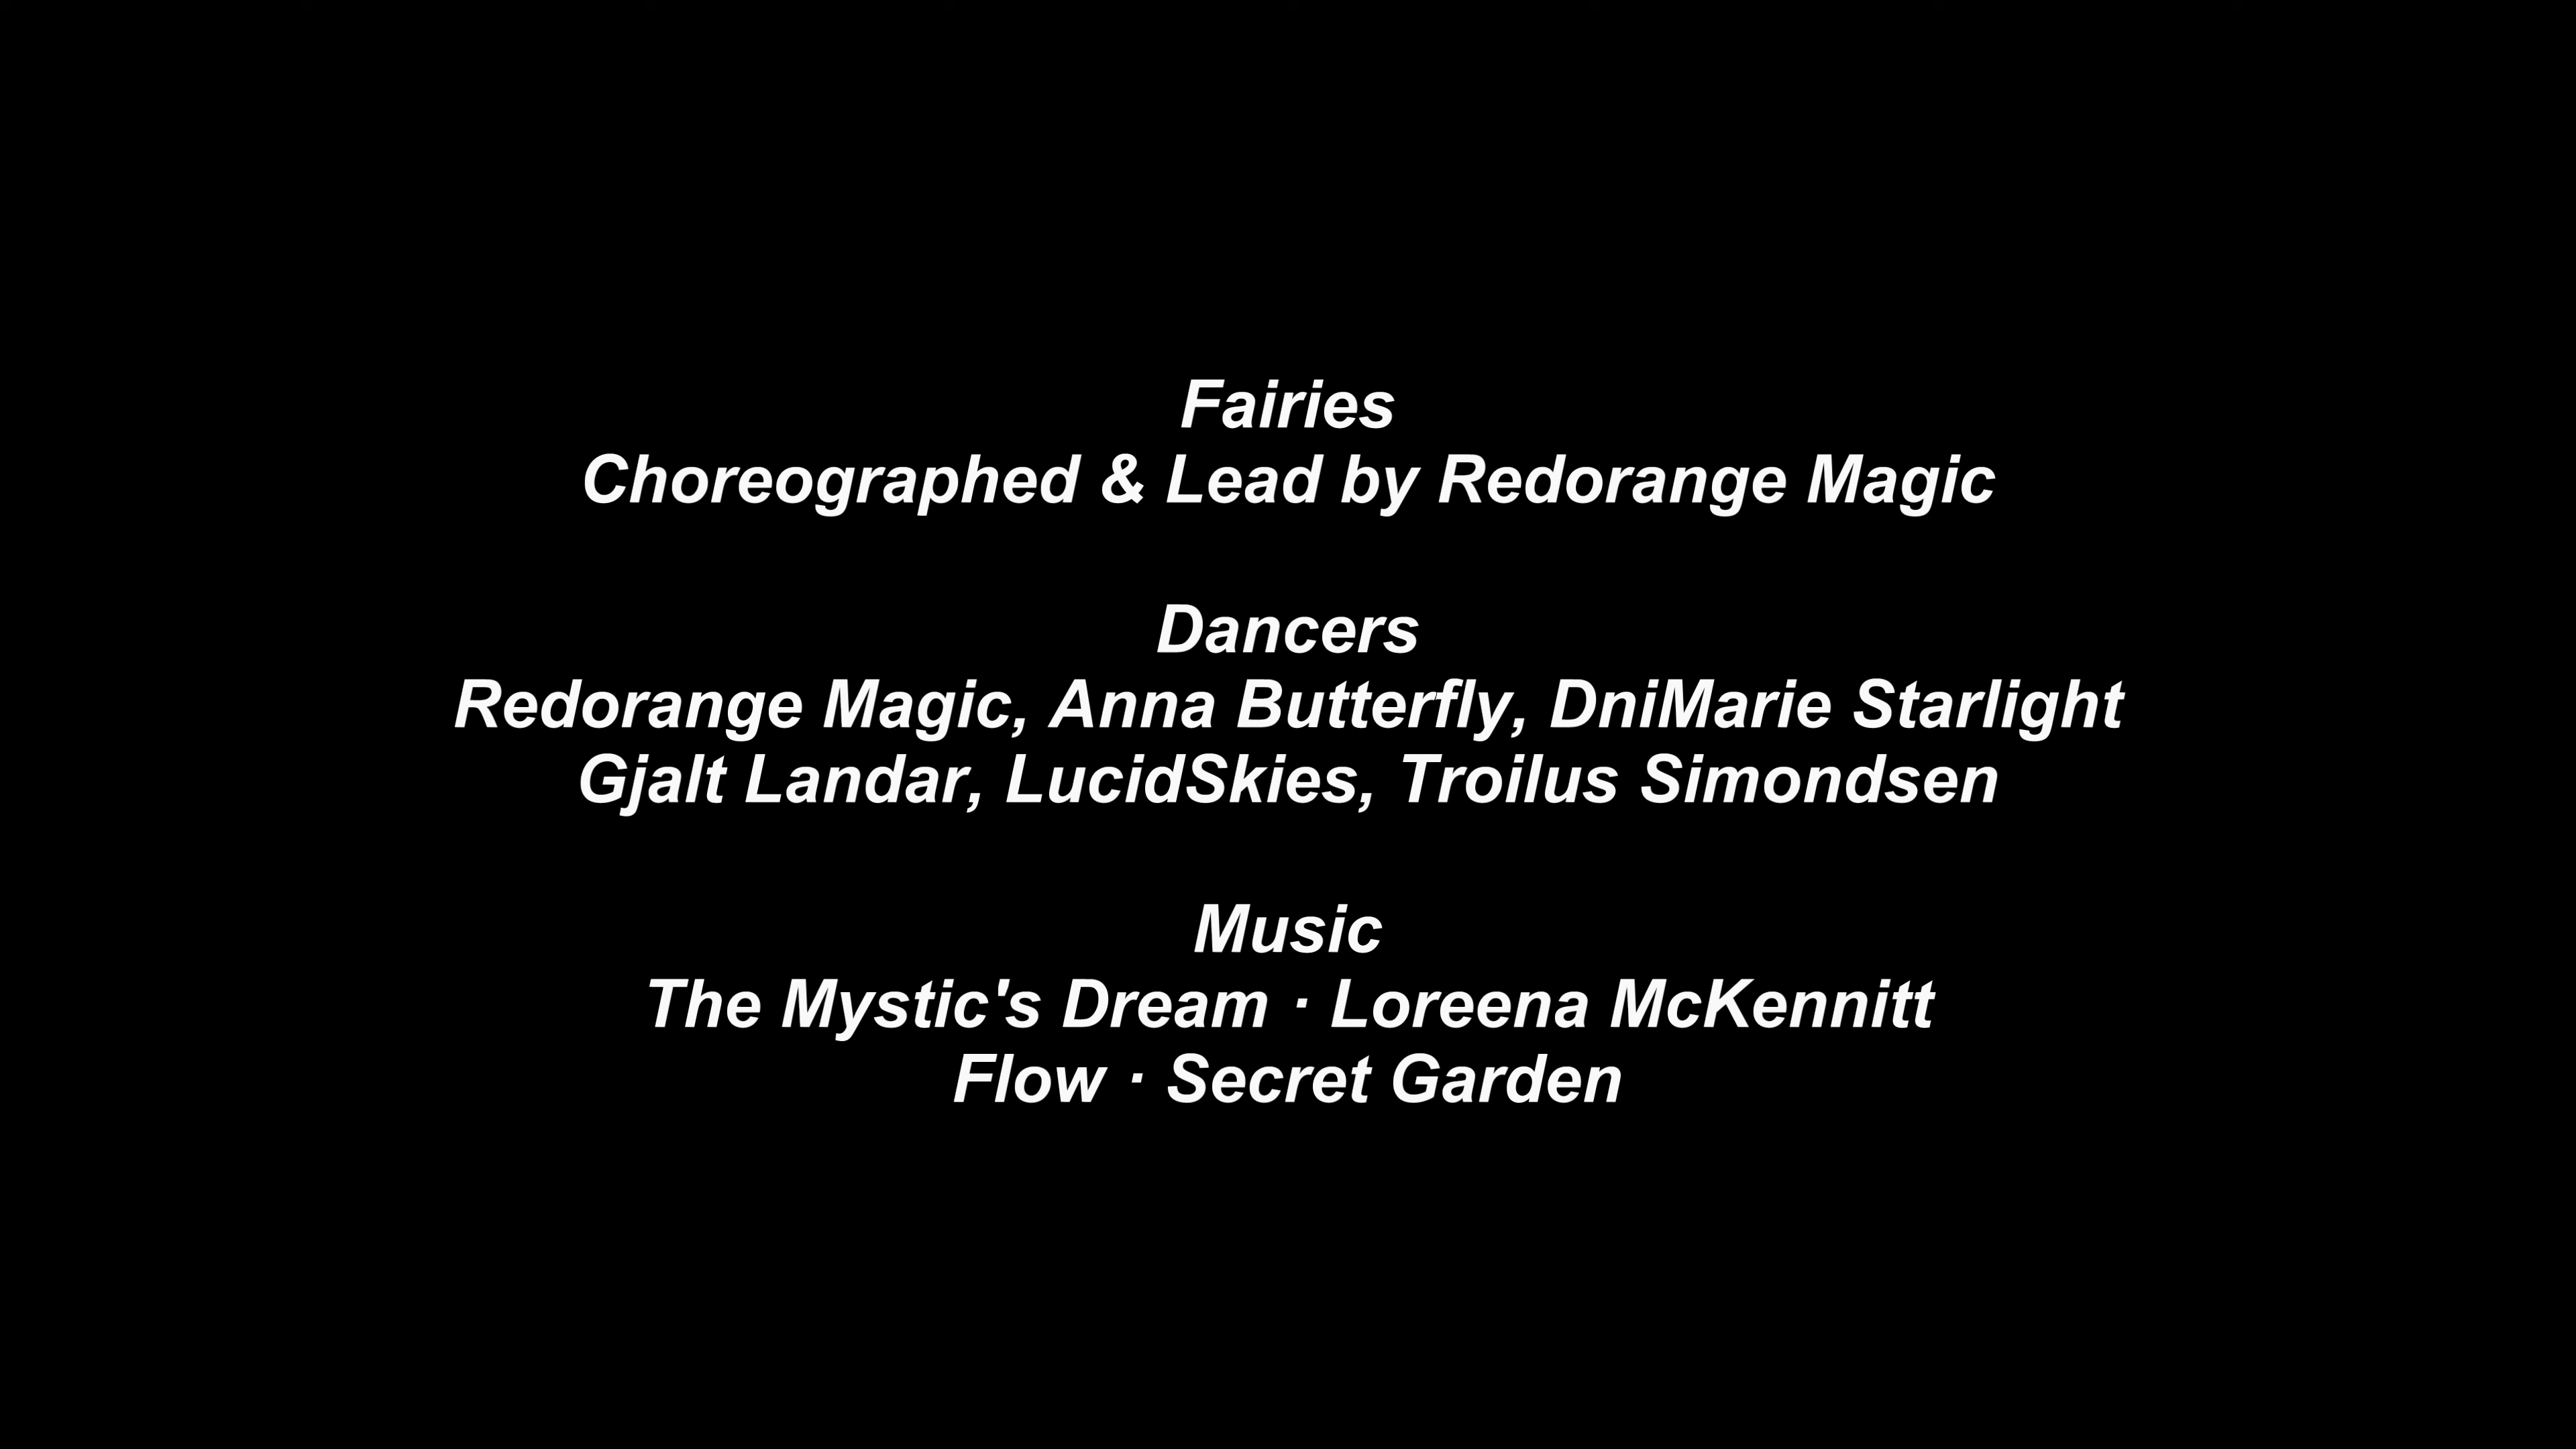 Fairies
Choreographed & Lead by Redorange Magic
Dancers
Redorange Magic, Anna Butterfly, DniMarie Starlight
Gjalt Landar, LucidSkies, Troilus Simondsen
Music
The Mystic's Dream · Loreena McKennitt
Flow · Secret Garden